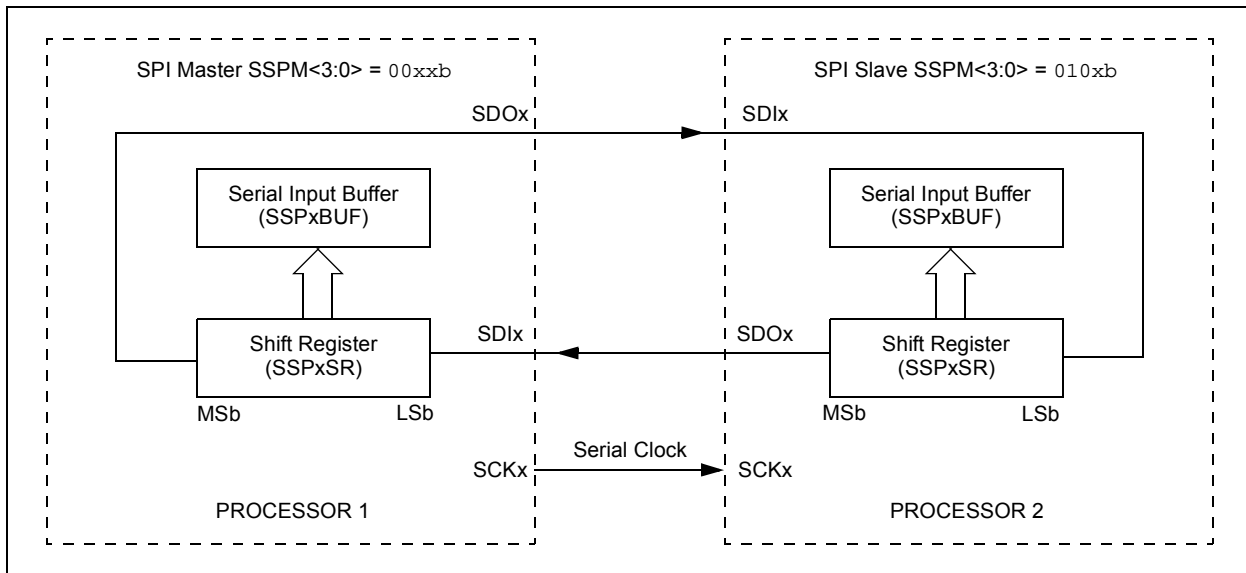 SPI Master SSPM<3:0> = 00xxb
SPI Slave SSPM<3:0> = 010xb
SDOx
SDIx
Serial Input Buffer
(SSPxBUF)
Serial Input Buffer
(SSPxBUF)
SDIx
SDOx
Shift Register
(SSPxSR)
Shift Register
(SSPxSR)
MSb
LSb
MSb
LSb
Serial Clock
SCKx
SCKx
PROCESSOR 1
PROCESSOR 2